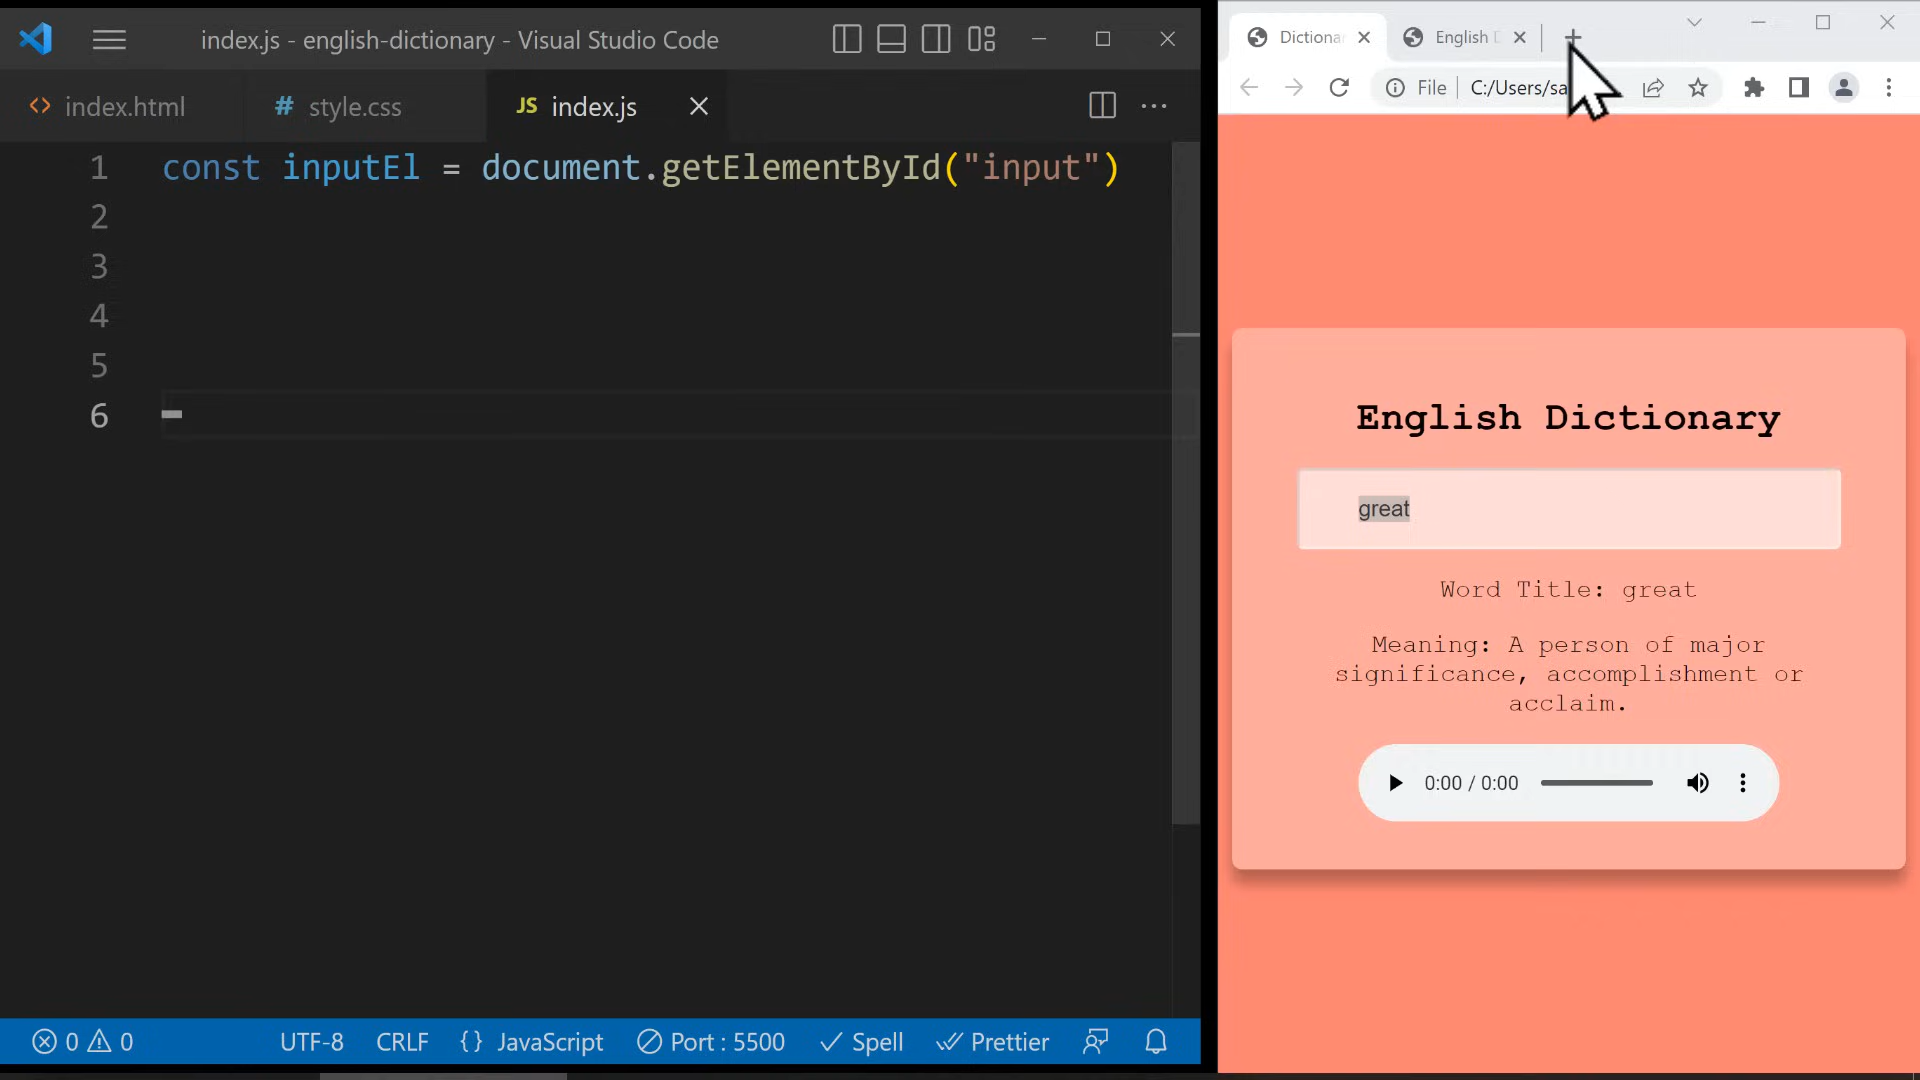 index.js - english-dictionary - Visual Studio Code
index.html
# style.css
JS index.js
1 const inputEl = document.getElementById("input")
2
3
4
5
6
0 0
UTF-8
CRLF
{} JavaScript
Port : 5500
Spell
Prettier
Dictiona
English D
File
C:/Users/sa
English Dictionary
great
Word Title: great
Meaning: A person of major
significance, accomplishment or
acclaim.
0:00 / 0:00